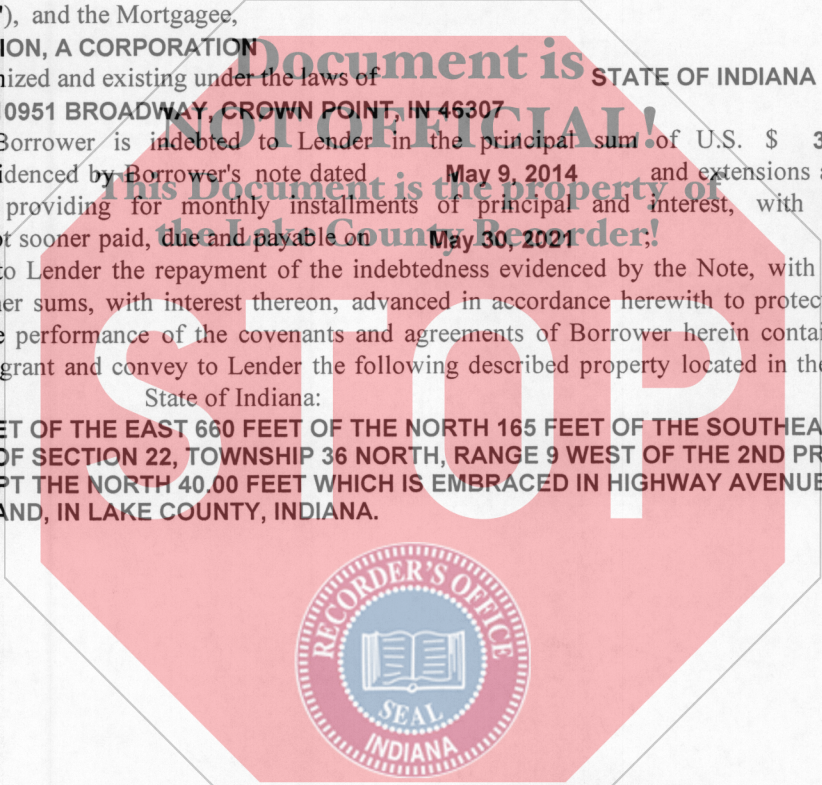 "), and the Mortgagee,
ION, A CORPORATION
nized and existing under the laws of STATE OF INDIANA
10951 BROADWAY, CROWN POINT, IN 46307
Borrower is indebted to Lender in the principal sum of U.S. $ 3
idenced by Borrower's note dated May 9, 2014 and extensions a
providing for monthly installments of principal and interest, with
t sooner paid, due and payable on May 30, 2021 ;
to Lender the repayment of the indebtedness evidenced by the Note, with
er sums, with interest thereon, advanced in accordance herewith to protec
e performance of the covenants and agreements of Borrower herein contai
grant and convey to Lender the following described property located in the
State of Indiana:
ET OF THE EAST 660 FEET OF THE NORTH 165 FEET OF THE SOUTHEA
OF SECTION 22, TOWNSHIP 36 NORTH, RANGE 9 WEST OF THE 2ND PR
PT THE NORTH 40.00 FEET WHICH IS EMBRACED IN HIGHWAY AVENUE
AND, IN LAKE COUNTY, INDIANA.
Document is
NOT OFFICIAL!
This Document is the property of
the Lake County Recorder!
STOP
RECORDER'S OFFICE
SEAL
INDIANA